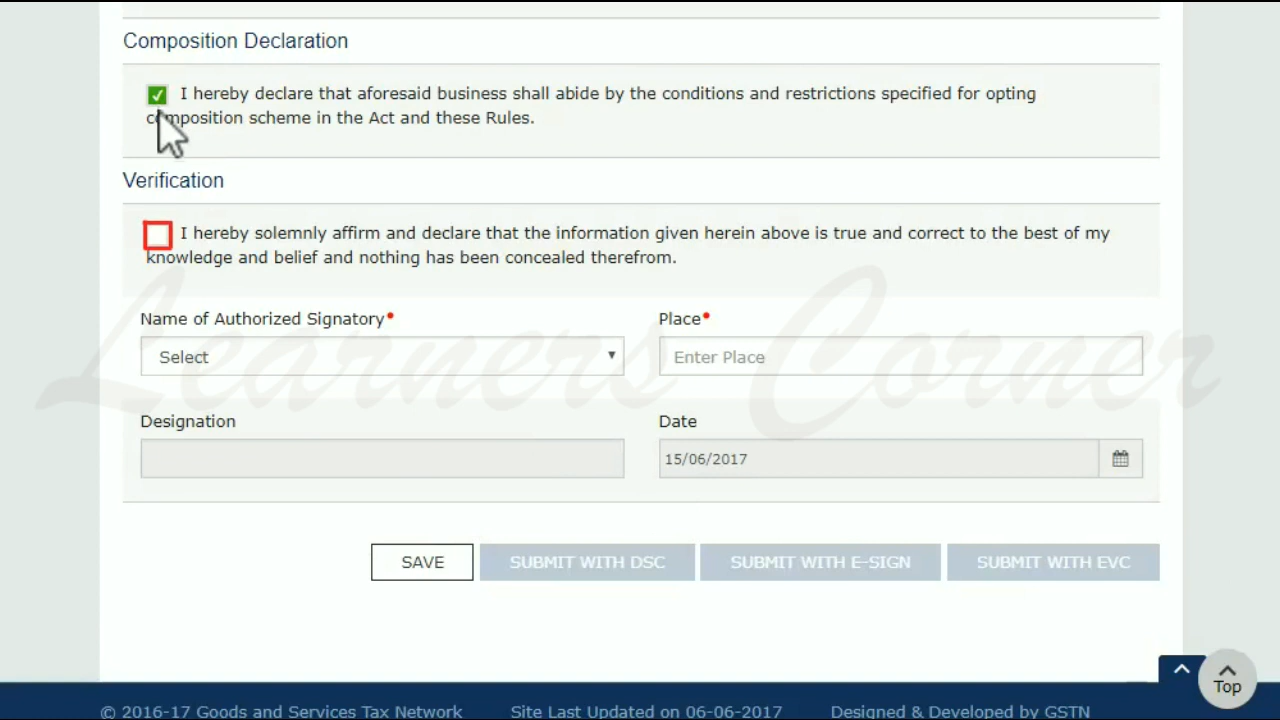 Composition Declaration
I hereby declare that aforesaid business shall abide by the conditions and restrictions specified for opting
composition scheme in the Act and these Rules.
Verification
I hereby solemnly affirm and declare that the information given herein above is true and correct to the best of my
knowledge and belief and nothing has been concealed therefrom.
Name of Authorized Signatory•
Place•
Select
Enter Place
Learners Corner
Designation
Date
15/06/2017
SAVE
SUBMIT WITH DSC
SUBMIT WITH E-SIGN
SUBMIT WITH EVC
Top
© 2016-17 Goods and Services Tax Network
Site Last Updated on 06-06-2017
Designed & Developed by GSTN